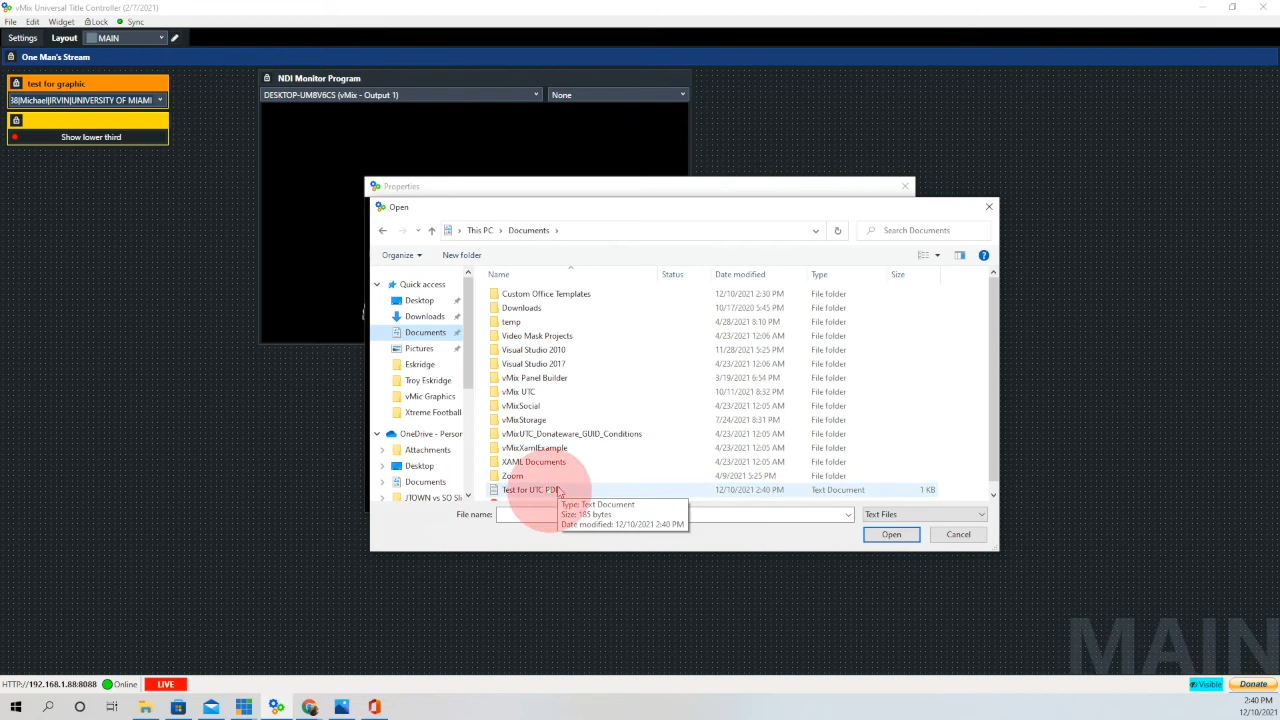 vMix Universal Title Controller (2/7/2021)
File Edit Widget Lock Sync
Settings Layout MAIN
One Man's Stream
test for graphic
38|Michael|IRVIN|UNIVERSITY OF MIAMI
Show lower third
NDI Monitor Program
DESKTOP-UM8V6CS (vMix - Output 1) None
Properties
Open
This PC > Documents >
Search Documents
Organize New folder
Name Status Date modified Type Size
Quick access
Desktop
Downloads
Documents
Pictures
Eskridge
Troy Eskridge
vMic Graphics
Xtreme Football
OneDrive - Person
Attachments
Desktop
Documents
JTOWN vs SO Sl
Custom Office Templates 12/10/2021 2:30 PM File folder
Downloads 10/17/2020 5:45 PM File folder
temp 4/28/2021 8:10 PM File folder
Video Mask Projects 4/23/2021 12:06 AM File folder
Visual Studio 2010 11/28/2021 5:25 PM File folder
Visual Studio 2017 4/23/2021 12:06 AM File folder
vMix Panel Builder 3/19/2021 6:54 PM File folder
vMix UTC 10/11/2021 8:32 PM File folder
vMixSocial 4/23/2021 12:05 AM File folder
vMixStorage 7/24/2021 8:31 PM File folder
vMixUTC_Donateware_GUID_Conditions 4/23/2021 12:05 AM File folder
vMixXamlExample 4/23/2021 12:05 AM File folder
XAML Documents 4/23/2021 12:05 AM File folder
Zoom 4/9/2021 5:25 PM File folder
Test for UTC PDF 12/10/2021 2:40 PM Text Document 1 KB
Type: Text Document
Size: 185 bytes
Date modified: 12/10/2021 2:40 PM
File name: Text Files
Open Cancel
MAIN
HTTP://192.168.1.88:8088 Online LIVE Visible Donate
2:40 PM
12/10/2021